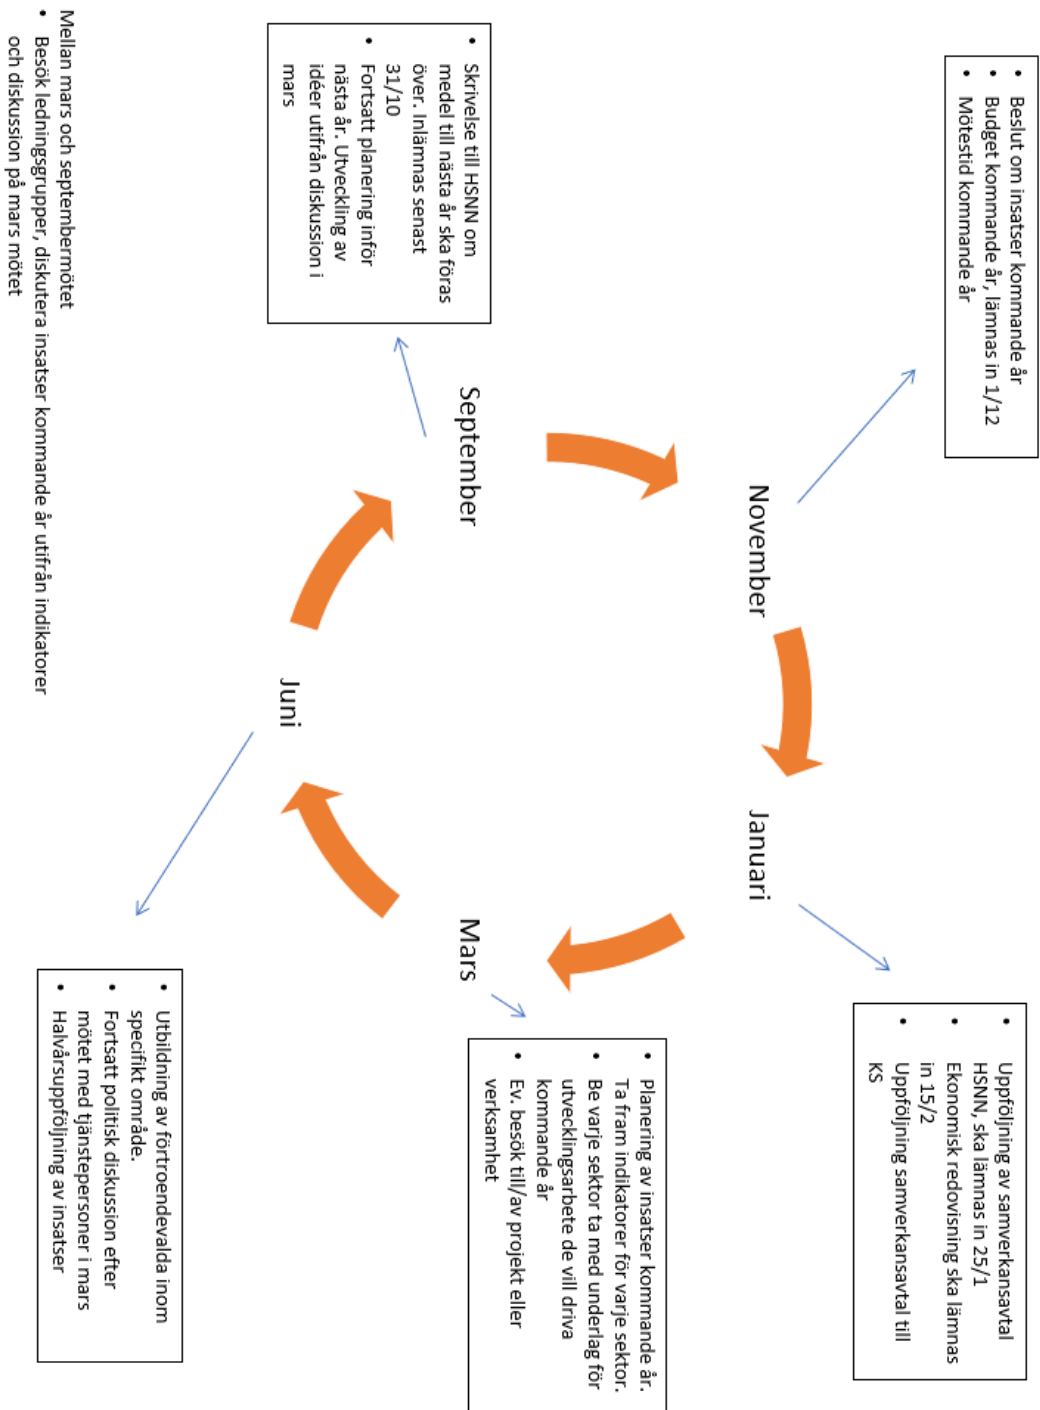 Beslut om insatser kommande år
Budget kommande år, lämnas in 1/12
Mötestid kommande år
Uppföljning av samverkansavtal
HSNN, ska lämnas in 25/1
Ekonomisk redovisning ska lämnas
in 15/2
Uppföljning samverkansavtal till
KS
November
Januari
Skrivelse till HSNN om
medel till nästa år ska föras
över. Inlämnas senast
31/10
Fortsatt planering inför
nästa år. Utveckling av
idéer utifrån diskussion i
mars
September
Mars
Planering av insatser kommande år.
Ta fram indikatorer för varje sektor.
Be varje sektor ta med underlag för
utvecklingsarbete de vill driva
kommande år
Ev. besök till/av projekt eller
verksamhet
Juni
Utbildning av förtroendevalda inom
specifikt område.
Fortsatt politisk diskussion efter
mötet med tjänstepersoner i mars
Halvårsuppföljning av insatser
Mellan mars och septembermötet
Besök ledningsgrupper, diskutera insatser kommande år utifrån indikatorer
och diskussion på mars mötet